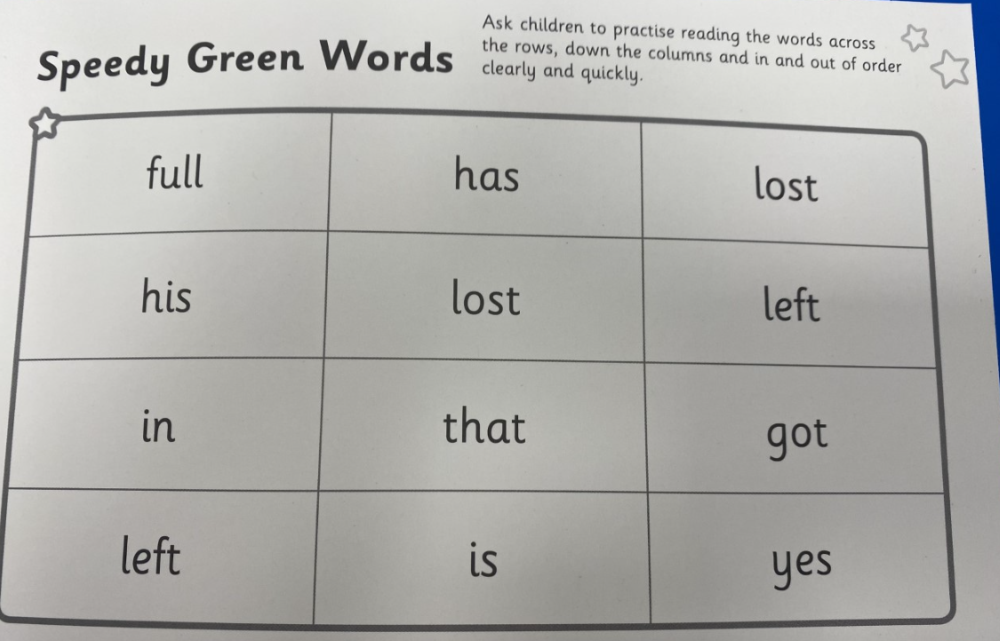 Speedy Green Words
Ask children to practise reading the words across
the rows, down the columns and in and out of order
clearly and quickly.
full has lost
his lost left
in that got
left is yes